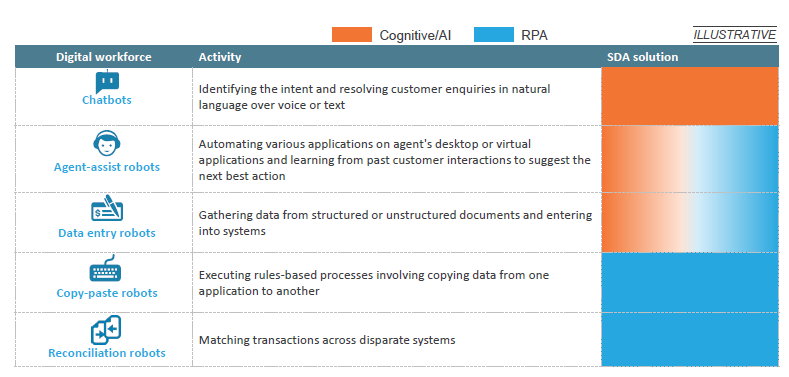 Cognitive/AI
RPA
ILLUSTRATIVE
Digital workforce
Activity
SDA solution
Chatbots
Identifying the intent and resolving customer enquiries in natural
language over voice or text
Agent-assist robots
Automating various applications on agent's desktop or virtual
applications and learning from past customer interactions to suggest the
next best action
Data entry robots
Gathering data from structured or unstructured documents and entering
into systems
Copy-paste robots
Executing rules-based processes involving copying data from one
application to another
Reconciliation robots
Matching transactions across disparate systems